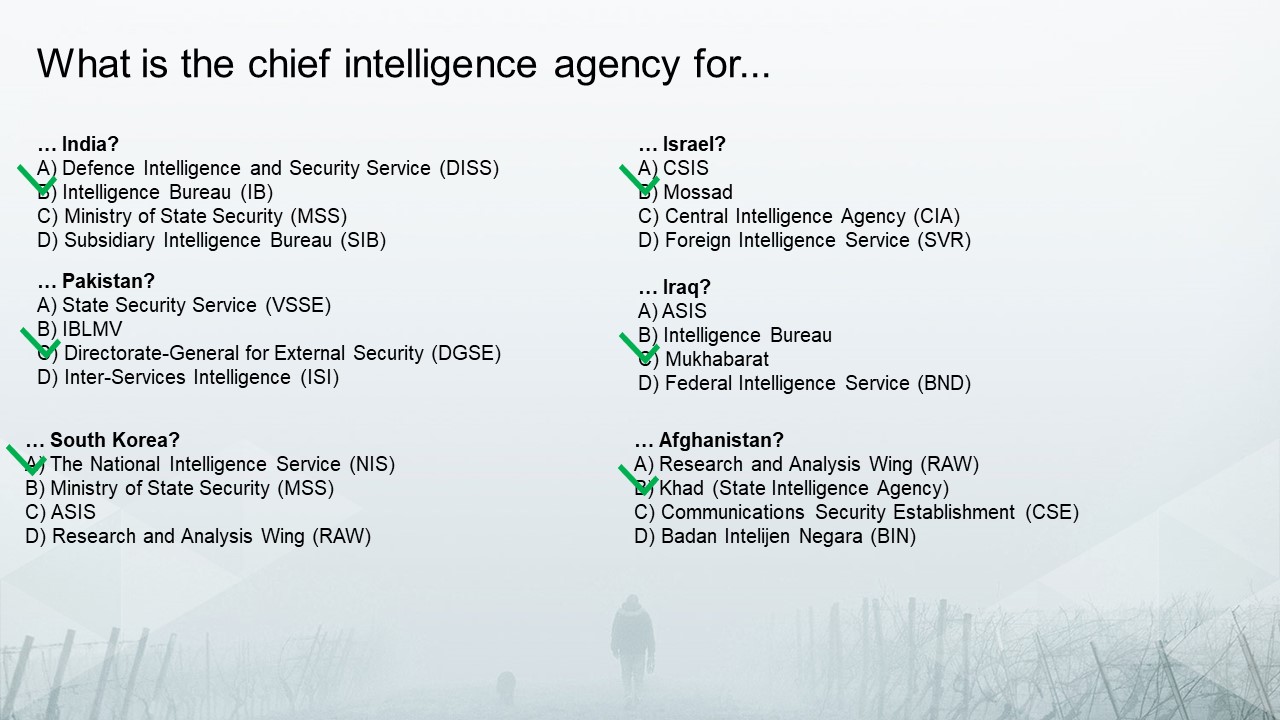 What is the chief intelligence agency for...
… India?
A) Defence Intelligence and Security Service (DISS)
B) Intelligence Bureau (IB)
C) Ministry of State Security (MSS)
D) Subsidiary Intelligence Bureau (SIB)
… Pakistan?
A) State Security Service (VSSE)
B) IBLMV
C) Directorate-General for External Security (DGSE)
D) Inter-Services Intelligence (ISI)
… South Korea?
A) The National Intelligence Service (NIS)
B) Ministry of State Security (MSS)
C) ASIS
D) Research and Analysis Wing (RAW)
… Israel?
A) CSIS
B) Mossad
C) Central Intelligence Agency (CIA)
D) Foreign Intelligence Service (SVR)
… Iraq?
A) ASIS
B) Intelligence Bureau
C) Mukhabarat
D) Federal Intelligence Service (BND)
… Afghanistan?
A) Research and Analysis Wing (RAW)
B) Khad (State Intelligence Agency)
C) Communications Security Establishment (CSE)
D) Badan Intelijen Negara (BIN)